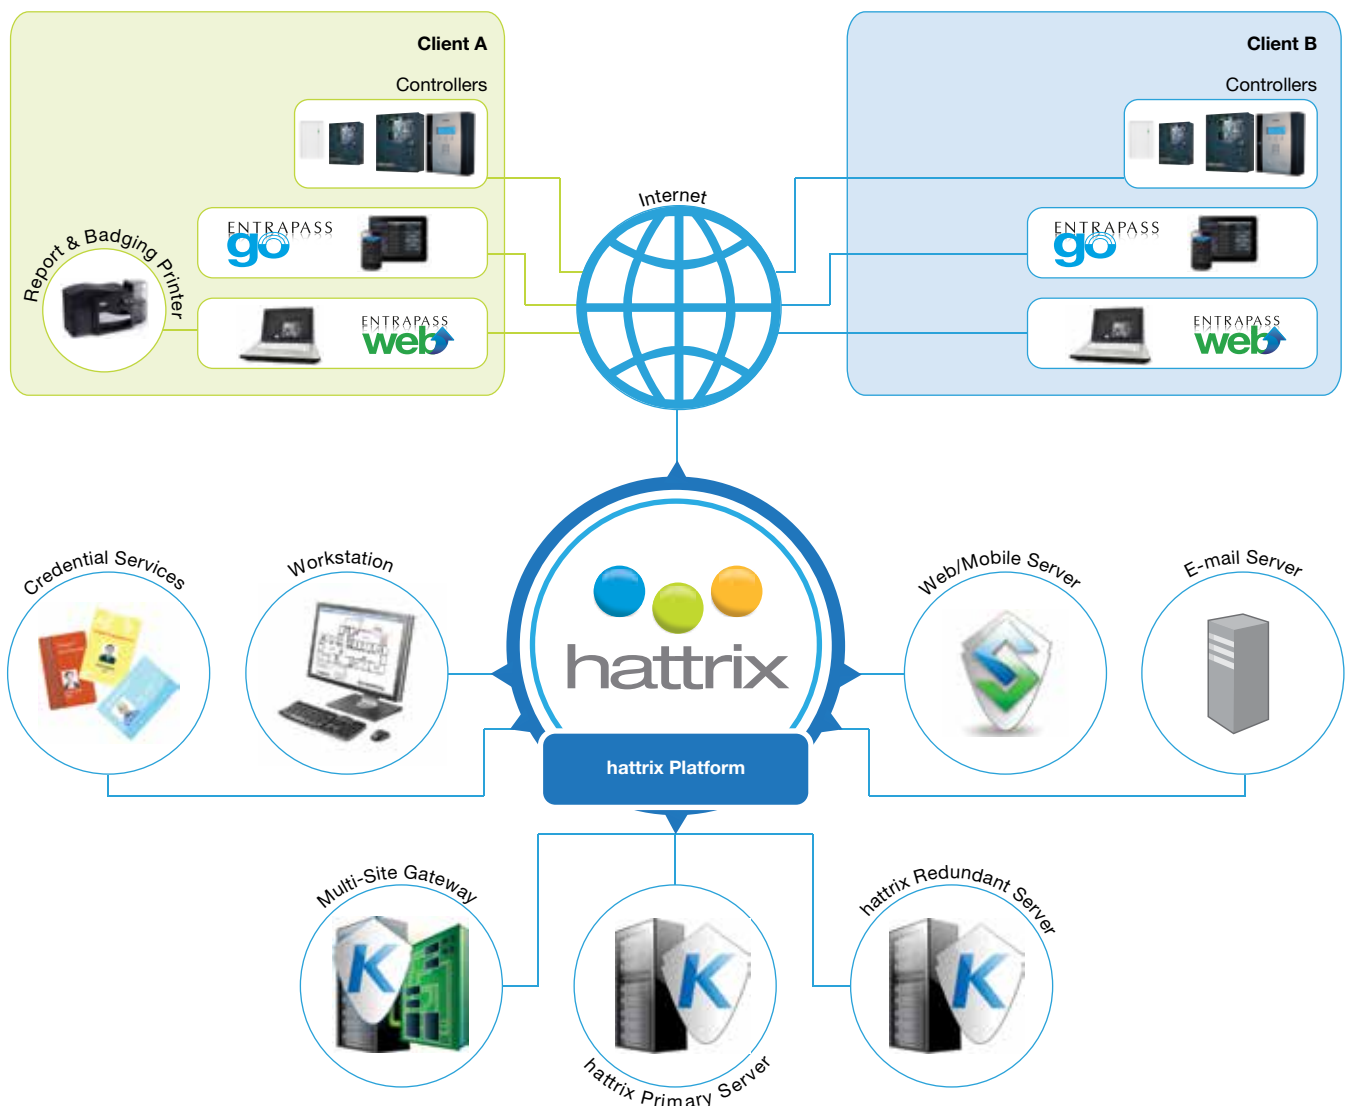 Client A
Controllers
ENTRAPASS
go
Report & Badging Printer
ENTRAPASS
web
Internet
Client B
Controllers
ENTRAPASS
go
ENTRAPASS
web
Credential Services
Workstation
hattrix
hattrix Platform
Web/Mobile Server
E-mail Server
Multi-Site Gateway
K
hattrix Primary Server
K
hattrix Redundant Server
K